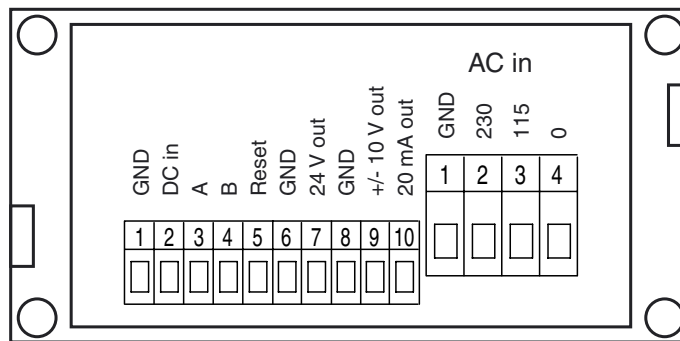 AC in
GND 230 115 0
1 2 3 4
GND DC in A B Reset GND 24 V out GND +/- 10 V out 20 mA out
1 2 3 4 5 6 7 8 9 10